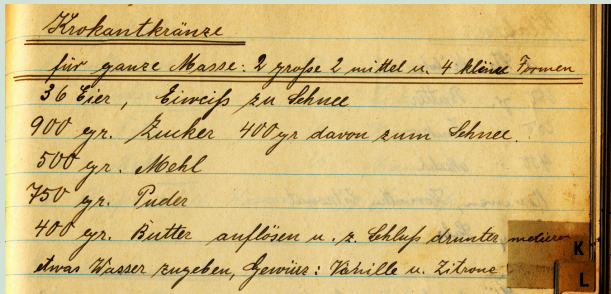 Krokantkränze
für ganze Masse: 2 große 2 mittel u. 4 kleine Formen
36 Eier, Eiweiß zu Schnee
900 gr. Zucker 400 gr davon zum Schnee.
500 gr. Mehl
750 gr. Puder
400 gr. Butter auflösen u. z. Schluß drunter melieren
etwas Wasser zugeben, Gewürz: Vanille u. Zitrone
K
L